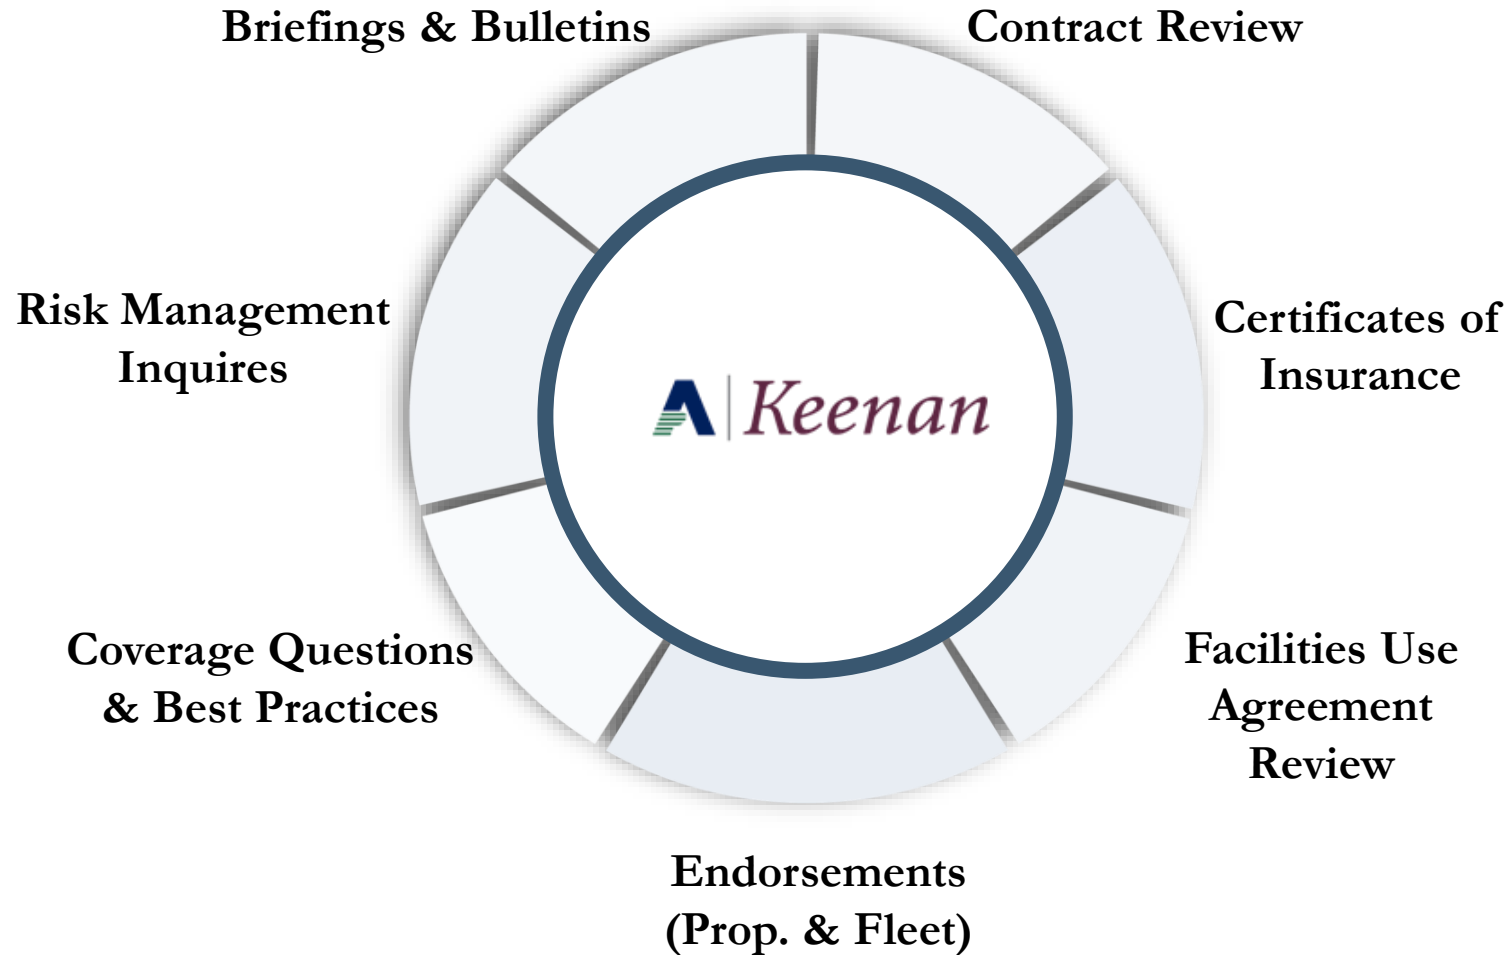 Briefings & Bulletins
Contract Review
Risk Management
Inquires
Certificates of
Insurance
Keenan
Coverage Questions
& Best Practices
Facilities Use
Agreement
Review
Endorsements
(Prop. & Fleet)